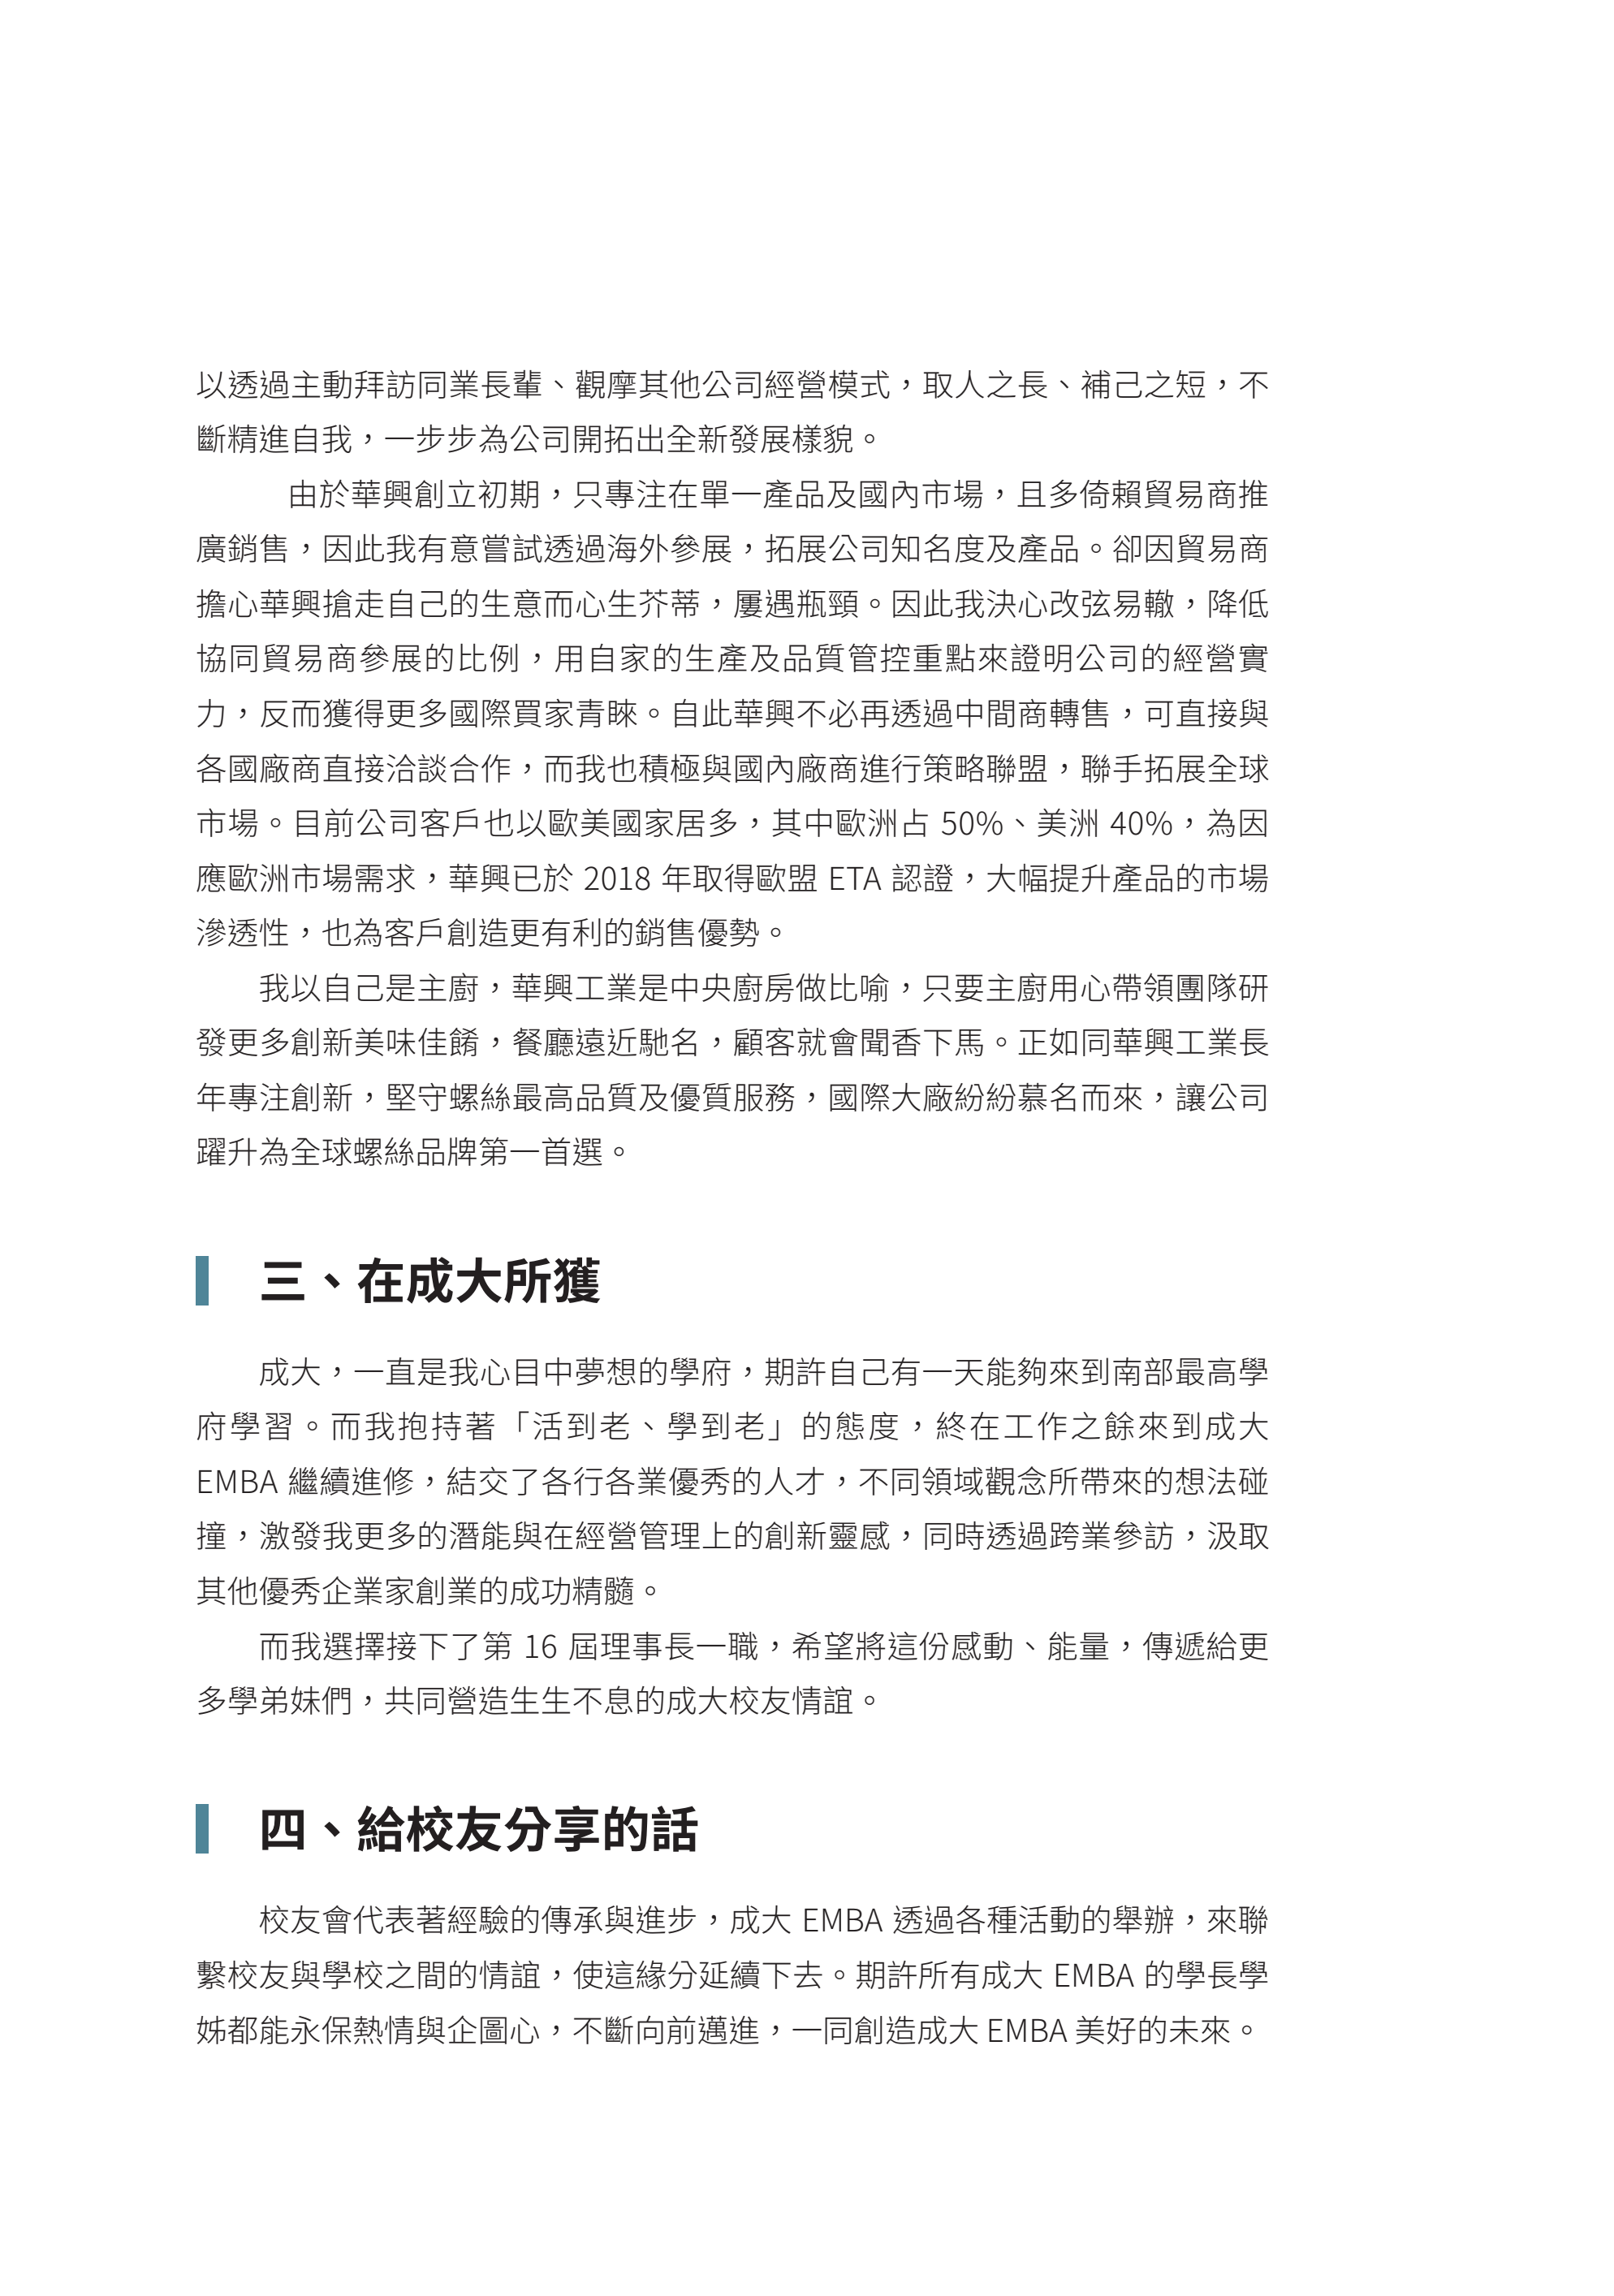 以透過主動拜訪同業長輩、觀摩其他公司經營模式，取人之長、補己之短，不
斷精進自我，一步步為公司開拓出全新發展樣貌。
由於華興創立初期，只專注在單一產品及國內市場，且多倚賴貿易商推
廣銷售，因此我有意嘗試透過海外參展，拓展公司知名度及產品。卻因貿易商
擔心華興搶走自己的生意而心生芥蒂，屢遇瓶頸。因此我決心改弦易轍，降低
協同貿易商參展的比例，用自家的生產及品質管控重點來證明公司的經營實
力，反而獲得更多國際買家青睞。自此華興不必再透過中間商轉售，可直接與
各國廠商直接洽談合作，而我也積極與國內廠商進行策略聯盟，聯手拓展全球
市場。目前公司客戶也以歐美國家居多，其中歐洲占 50%、美洲 40%，為因
應歐洲市場需求，華興已於 2018 年取得歐盟 ETA 認證，大幅提升產品的市場
滲透性，也為客戶創造更有利的銷售優勢。
我以自己是主廚，華興工業是中央廚房做比喻，只要主廚用心帶領團隊研
發更多創新美味佳餚，餐廳遠近馳名，顧客就會聞香下馬。正如同華興工業長
年專注創新，堅守螺絲最高品質及優質服務，國際大廠紛紛慕名而來，讓公司
躍升為全球螺絲品牌第一首選。
三、在成大所獲
成大，一直是我心目中夢想的學府，期許自己有一天能夠來到南部最高學
府學習。而我抱持著「活到老、學到老」的態度，終在工作之餘來到成大
EMBA 繼續進修，結交了各行各業優秀的人才，不同領域觀念所帶來的想法碰
撞，激發我更多的潛能與在經營管理上的創新靈感，同時透過跨業參訪，汲取
其他優秀企業家創業的成功精髓。
而我選擇接下了第 16 屆理事長一職，希望將這份感動、能量，傳遞給更
多學弟妹們，共同營造生生不息的成大校友情誼。
四、給校友分享的話
校友會代表著經驗的傳承與進步，成大 EMBA 透過各種活動的舉辦，來聯
繫校友與學校之間的情誼，使這緣分延續下去。期許所有成大 EMBA 的學長學
姊都能永保熱情與企圖心，不斷向前邁進，一同創造成大 EMBA 美好的未來。